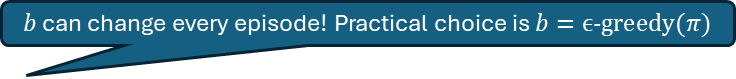 b can change every episode! Practical choice is b = ϵ-greedy(π)